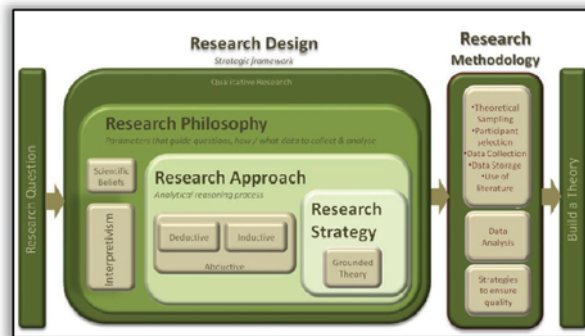 Research Question
Research Design
Strategic framework
Qualitative Research
Research Philosophy
Parameters that guide questions, how / what data to collect & analyse
Scientific
Beliefs
Interpretivism
Research Approach
Analytical reasoning process
Deductive
Inductive
Abductive
Research
Strategy
Grounded
Theory
Research
Methodology
•Theoretical
Sampling
•Participant
selection
•Data Collection
•Data Storage
•Use of
literature
Data
Analysis
Strategies
to ensure
quality
Build a Theory